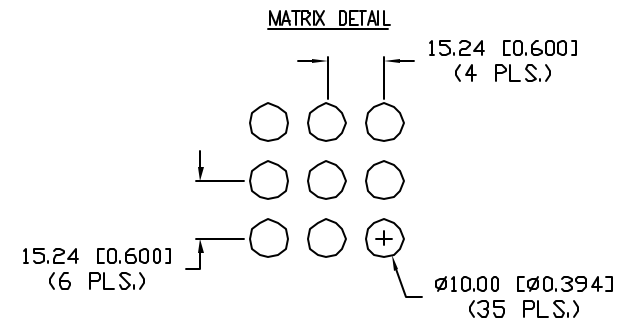 MATRIX DETAIL
15.24 [0.600]
(4 PLS.)
15.24 [0.600]
(6 PLS.)
Ø10.00 [Ø0.394]
(35 PLS.)